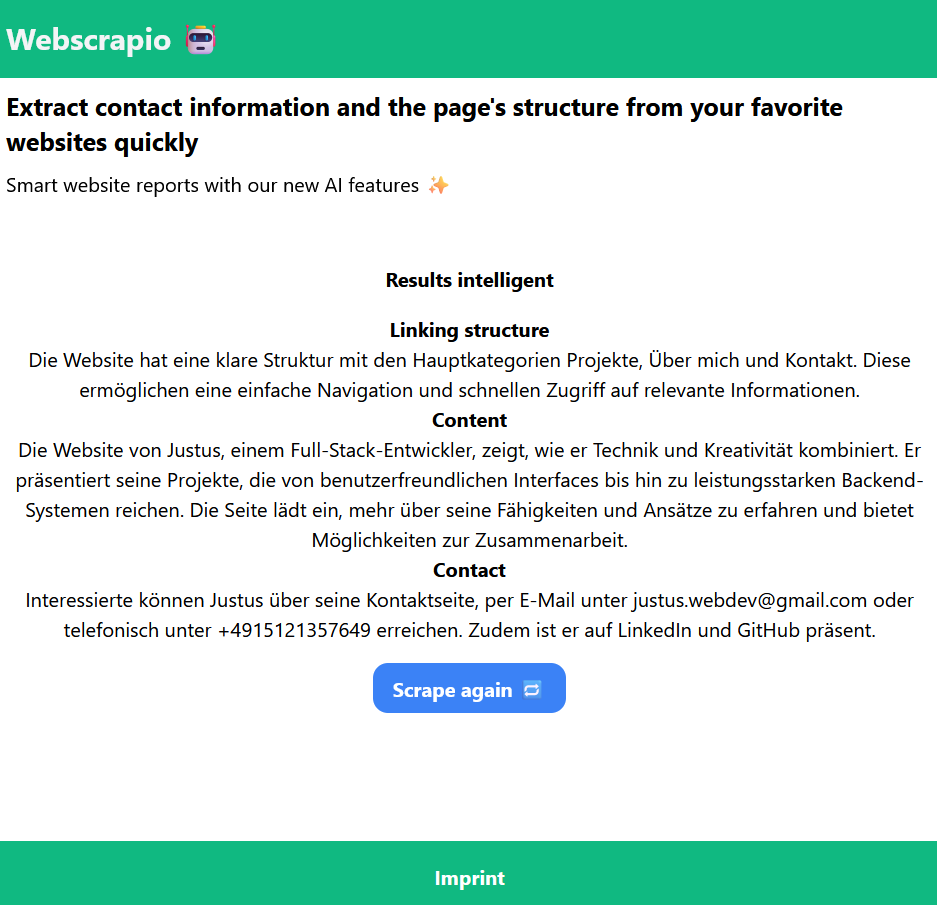 Webscrapio 🤖
Extract contact information and the page's structure from your favorite
websites quickly
Smart website reports with our new AI features ✨
Results intelligent
Linking structure
Die Website hat eine klare Struktur mit den Hauptkategorien Projekte, Über mich und Kontakt. Diese
ermöglichen eine einfache Navigation und schnellen Zugriff auf relevante Informationen.
Content
Die Website von Justus, einem Full-Stack-Entwickler, zeigt, wie er Technik und Kreativität kombiniert. Er
präsentiert seine Projekte, die von benutzerfreundlichen Interfaces bis hin zu leistungsstarken Backend-
Systemen reichen. Die Seite lädt ein, mehr über seine Fähigkeiten und Ansätze zu erfahren und bietet
Möglichkeiten zur Zusammenarbeit.
Contact
Interessierte können Justus über seine Kontaktseite, per E-Mail unter justus.webdev@gmail.com oder
telefonisch unter +4915121357649 erreichen. Zudem ist er auf LinkedIn und GitHub präsent.
Scrape again 🔁
Imprint